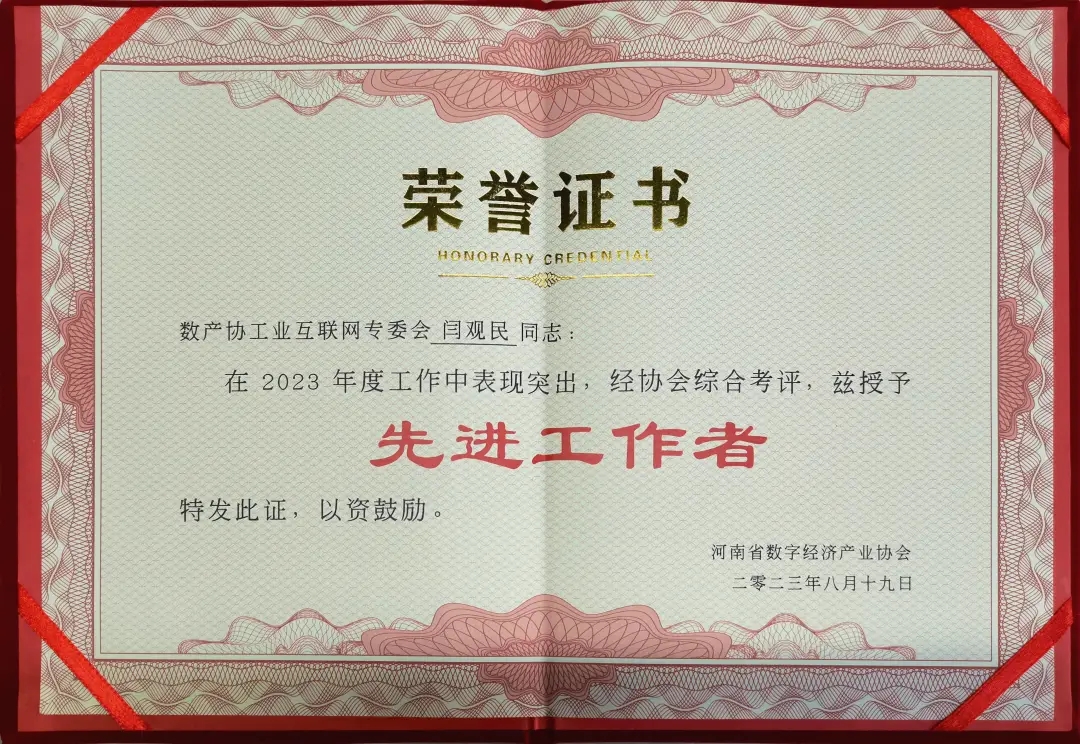 荣誉证书
HONORARY CREDENTIAL
数产协工业互联网专委会 闫观民 同志：
在 2023 年度工作中表现突出，经协会综合考评，兹授予
先进工作者
特发此证，以资鼓励。
河南省数字经济产业协会
二零二三年八月十九日